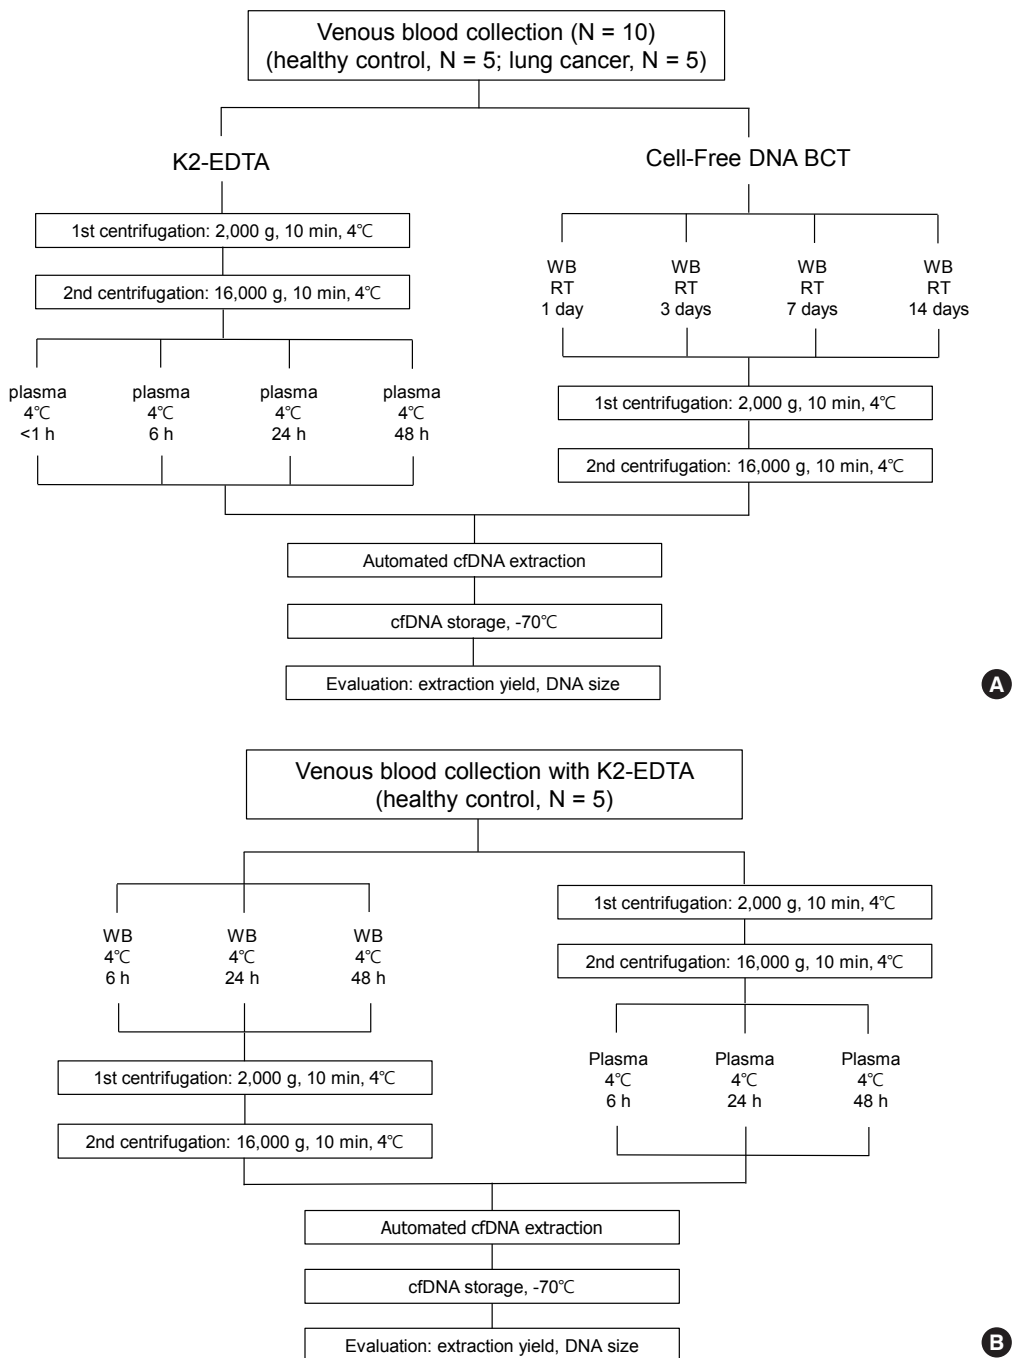 Venous blood collection (N = 10)
(healthy control, N = 5; lung cancer, N = 5)
K2-EDTA
Cell-Free DNA BCT
1st centrifugation: 2,000 g, 10 min, 4℃
2nd centrifugation: 16,000 g, 10 min, 4℃
WB
RT
1 day
WB
RT
3 days
WB
RT
7 days
WB
RT
14 days
plasma
4℃
<1 h
plasma
4℃
6 h
plasma
4℃
24 h
plasma
4℃
48 h
1st centrifugation: 2,000 g, 10 min, 4℃
2nd centrifugation: 16,000 g, 10 min, 4℃
Automated cfDNA extraction
cfDNA storage, -70℃
Evaluation: extraction yield, DNA size
A
Venous blood collection with K2-EDTA
(healthy control, N = 5)
WB
4℃
6 h
WB
4℃
24 h
WB
4℃
48 h
1st centrifugation: 2,000 g, 10 min, 4℃
2nd centrifugation: 16,000 g, 10 min, 4℃
1st centrifugation: 2,000 g, 10 min, 4℃
2nd centrifugation: 16,000 g, 10 min, 4℃
Plasma
4℃
6 h
Plasma
4℃
24 h
Plasma
4℃
48 h
Automated cfDNA extraction
cfDNA storage, -70℃
Evaluation: extraction yield, DNA size
B